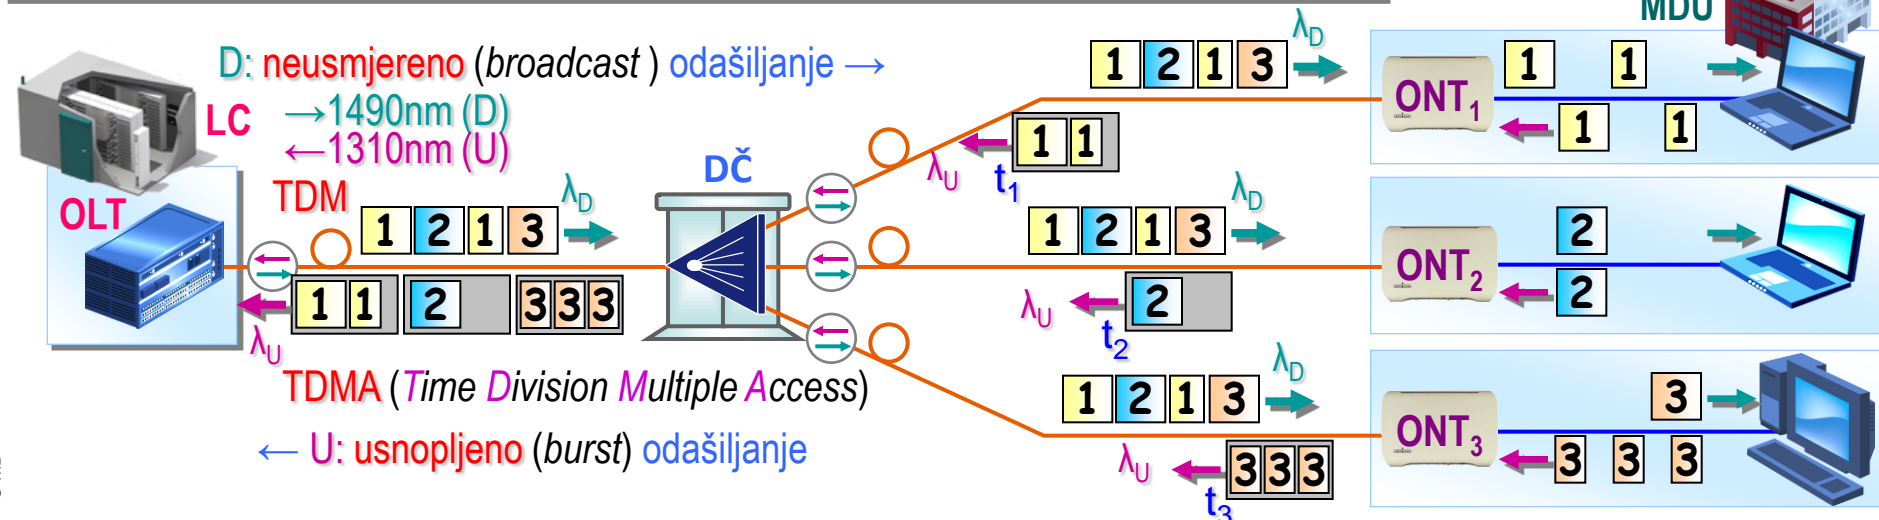 MDU
D: neusmjereno (broadcast ) odašiljanje →
LC
→1490nm (D)
←1310nm (U)
OLT
TDM
1 2 1 3
λD
1 1 2 3 3 3
λU
DČ
TDMA (Time Division Multiple Access)
← U: usnopljeno (burst) odašiljanje
1 2 1 3
λD
λU
t1
1 1
ONT1
1 1
1 1
1 2 1 3
λD
λU
t2
2
ONT2
2
2
1 2 1 3
λD
λU
t3
3 3 3
ONT3
3
3 3 3